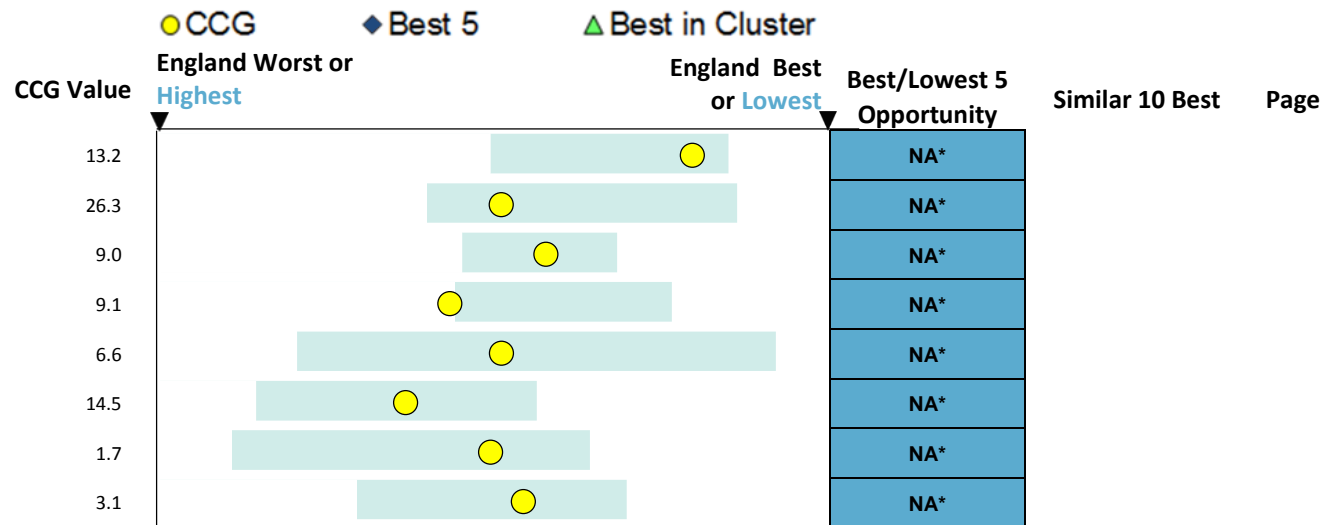 CCG Best 5 Best in Cluster
CCG Value England Worst or Highest England Best or Lowest Best/Lowest 5 Opportunity Similar 10 Best Page
13.2 NA*
26.3 NA*
9.0 NA*
9.1 NA*
6.6 NA*
14.5 NA*
1.7 NA*
3.1 NA*